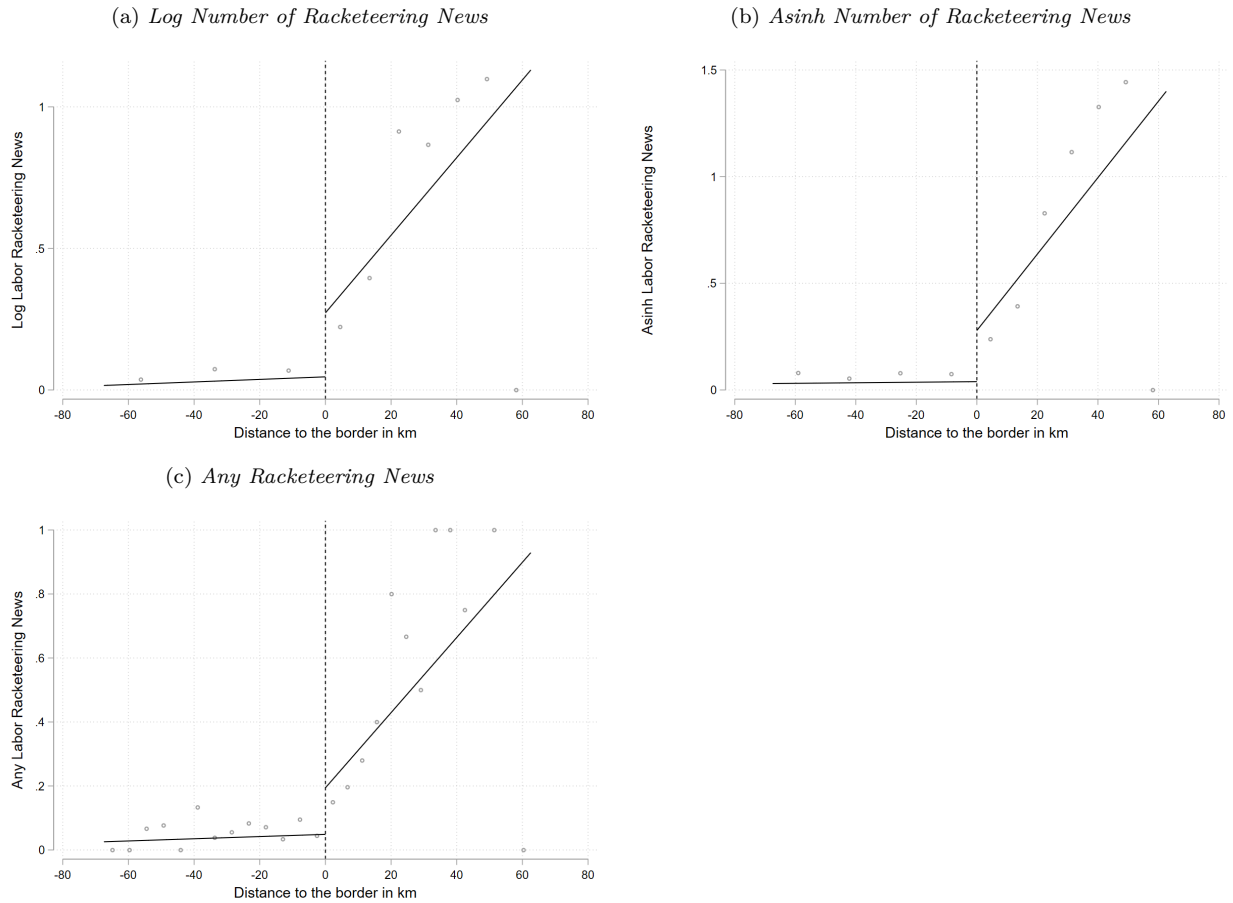 (a) Log Number of Racketeering News
Log Labor Racketeering News
1
.5
0
-80 -60 -40 -20 0 20 40 60 80
Distance to the border in km
(b) Asinh Number of Racketeering News
Asinh Labor Racketeering News
1.5
1
.5
0
-80 -60 -40 -20 0 20 40 60 80
Distance to the border in km
(c) Any Racketeering News
Any Labor Racketeering News
1
.8
.6
.4
.2
0
-80 -60 -40 -20 0 20 40 60 80
Distance to the border in km